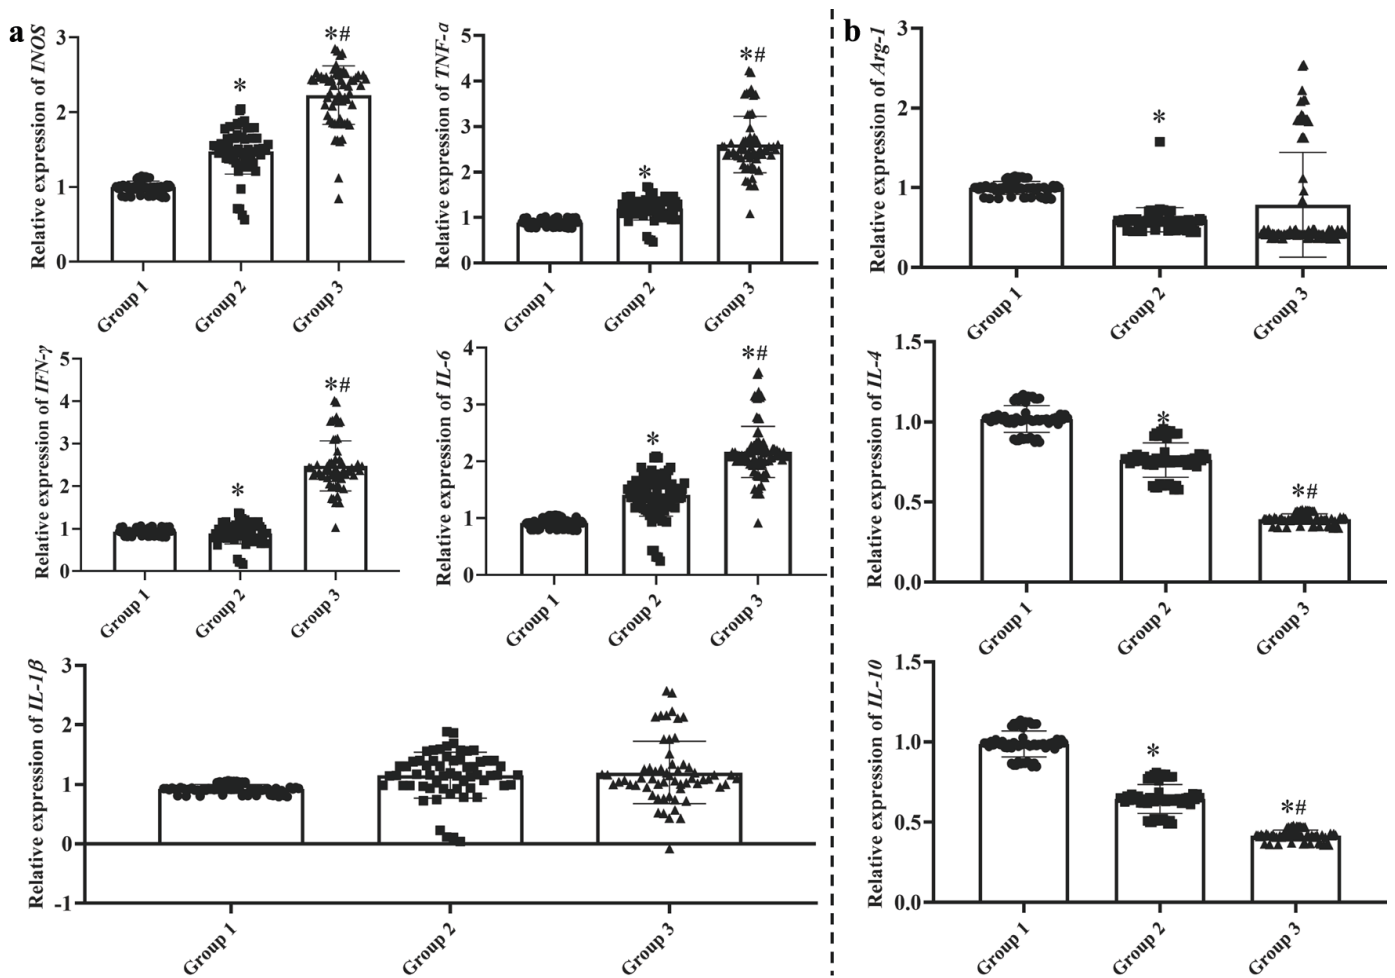 a
Relative expression of INOS
3
2
1
0
*
*#
Group 1
Group 2
Group 3
Relative expression of TNF-a
5
4
3
2
1
0
*
*#
Group 1
Group 2
Group 3
Relative expression of IFN-γ
5
4
3
2
1
0
*
*#
Group 1
Group 2
Group 3
Relative expression of IL-6
4
3
2
1
0
*
*#
Group 1
Group 2
Group 3
Relative expression of IL-1β
3
2
1
0
-1
Group 1
Group 2
Group 3
b
Relative expression of Arg-1
3
2
1
0
*
Group 1
Group 2
Group 3
Relative expression of IL-4
1.5
1.0
0.5
0.0
*
*#
Group 1
Group 2
Group 3
Relative expression of IL-10
1.5
1.0
0.5
0.0
*
*#
Group 1
Group 2
Group 3